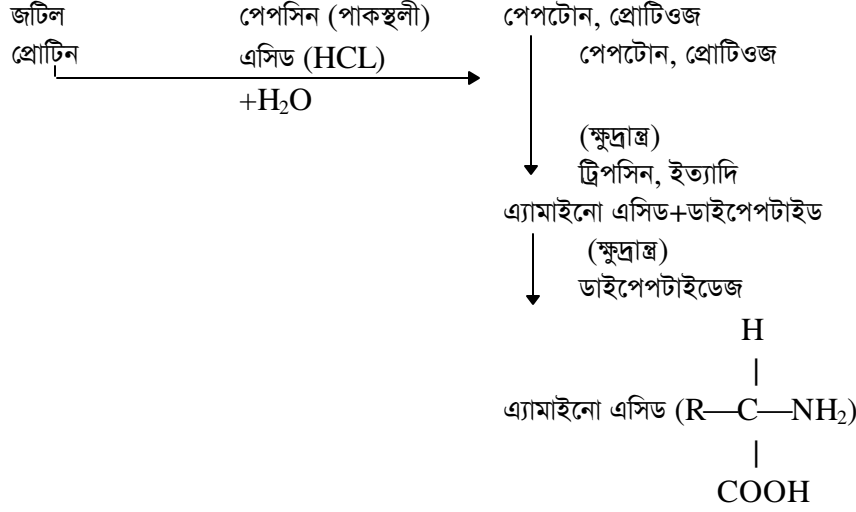 জটিল পেপসিন (পাকস্থলী) পেপটোন, প্রোটিওজ
প্রোটিন এসিড (HCL) পেপটোন, প্রোটিওজ
+H₂O
(ক্ষুদ্রান্ত্র)
ট্রিপসিন, ইত্যাদি
এ্যামাইনো এসিড+ডাইপেপটাইড
(ক্ষুদ্রান্ত্র)
ডাইপেপটাইডেজ
H
|
এ্যামাইনো এসিড (R—C—NH₂)
|
COOH